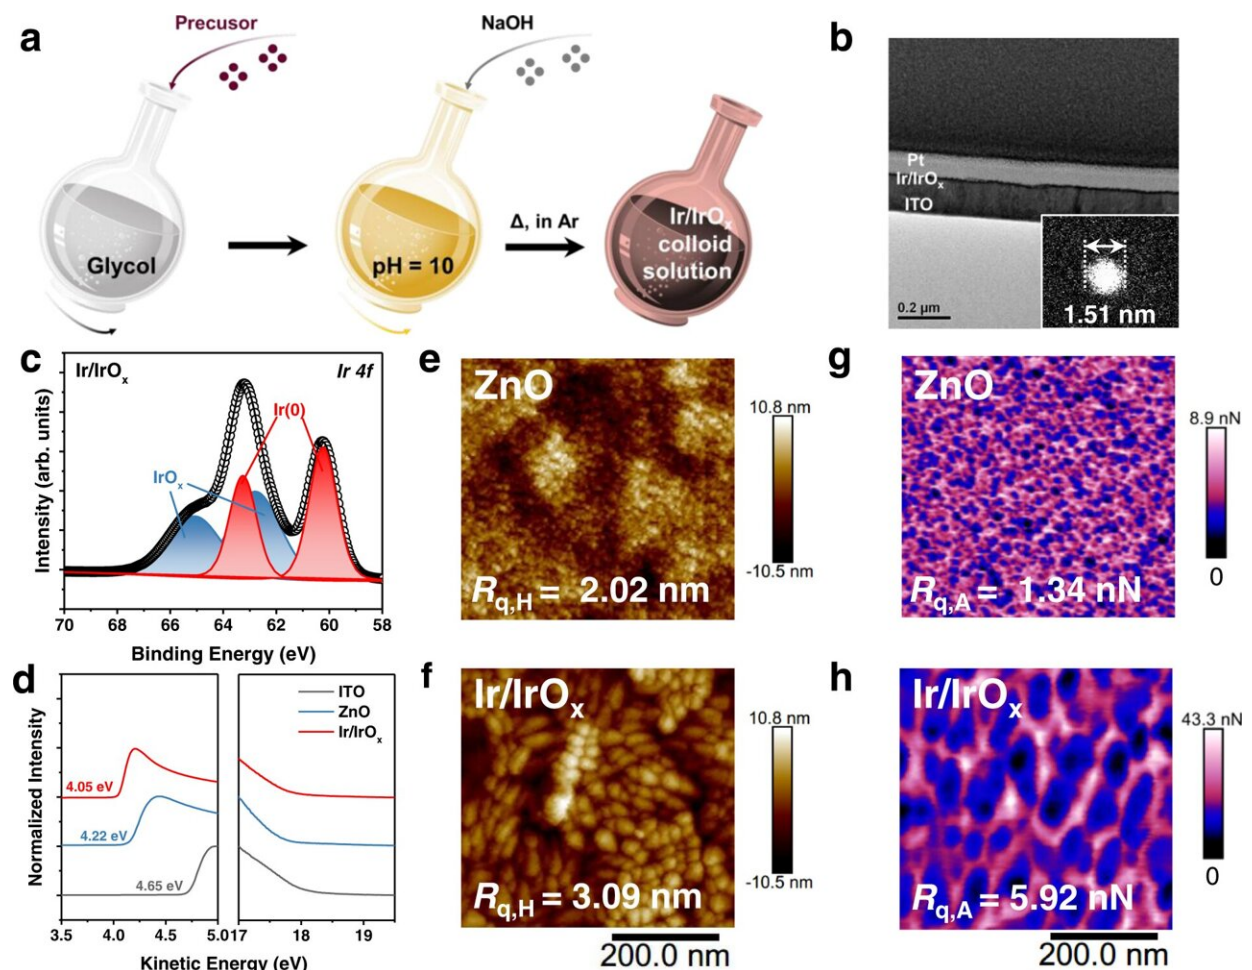 a
Precusor
NaOH
Glycol
pH = 10
Δ, in Ar
Ir/IrOₓ
colloid
solution
b
Pt
Ir/IrOₓ
ITO
0.2 μm
1.51 nm
c
Ir/IrOₓ
Ir 4f
Ir(0)
IrOₓ
Intensity (arb. units)
70 68 66 64 62 60 58
Binding Energy (eV)
d
ITO
ZnO
Ir/IrOₓ
4.05 eV
4.22 eV
4.65 eV
Normalized Intensity
3.5 4.0 4.5 5.0 17 18 19
Kinetic Energy (eV)
e
ZnO
10.8 nm
-10.5 nm
R q,H = 2.02 nm
f
Ir/IrOₓ
10.8 nm
-10.5 nm
R q,H = 3.09 nm
200.0 nm
g
ZnO
8.9 nN
0
R q,A = 1.34 nN
h
Ir/IrOₓ
43.3 nN
0
R q,A = 5.92 nN
200.0 nm